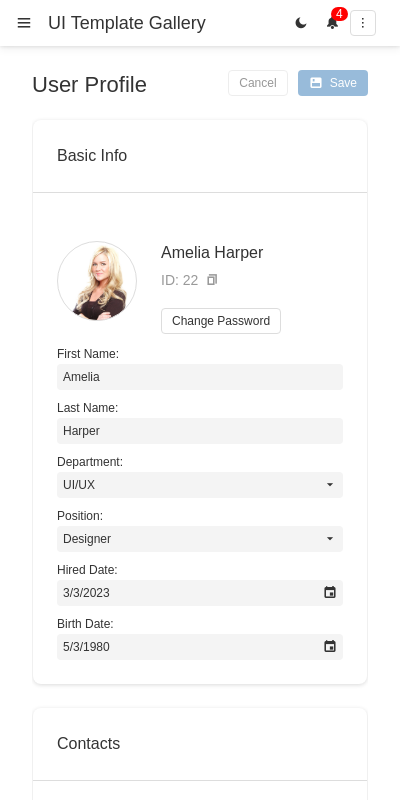 UI Template Gallery
4
User Profile
Cancel
Save
Basic Info
Amelia Harper
ID: 22
Change Password
First Name:
Amelia
Last Name:
Harper
Department:
UI/UX
Position:
Designer
Hired Date:
3/3/2023
Birth Date:
5/3/1980
Contacts